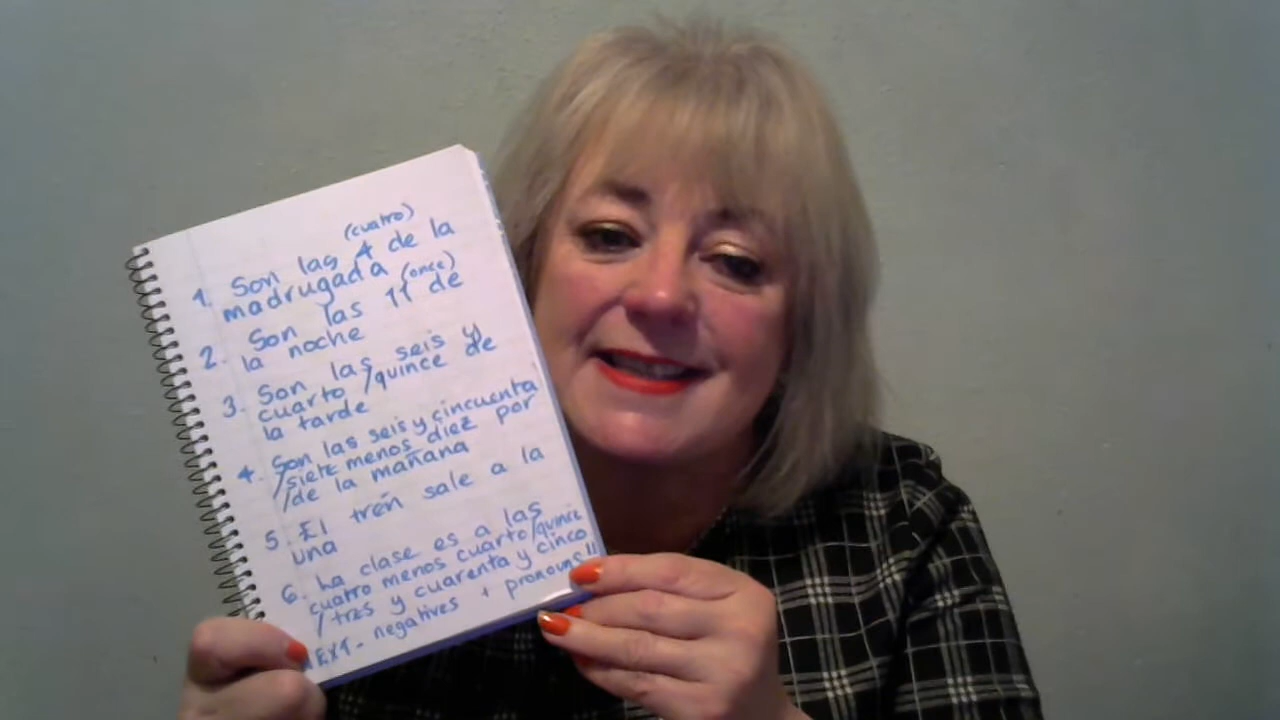 (cuatro)
1. Son las 4 de la
madrugada (once)
2. Son las 11 de
la noche
3. Son las seis y
cuarto /quince de
la tarde
4. Son las seis y cincuenta
/siete menos diez por
/de la mañana
5. El trén sale a la
una
6. La clase es a las
cuatro menos cuarto/quince
/tres y cuarenta y cinco
NEXT - negatives + pronouns!!